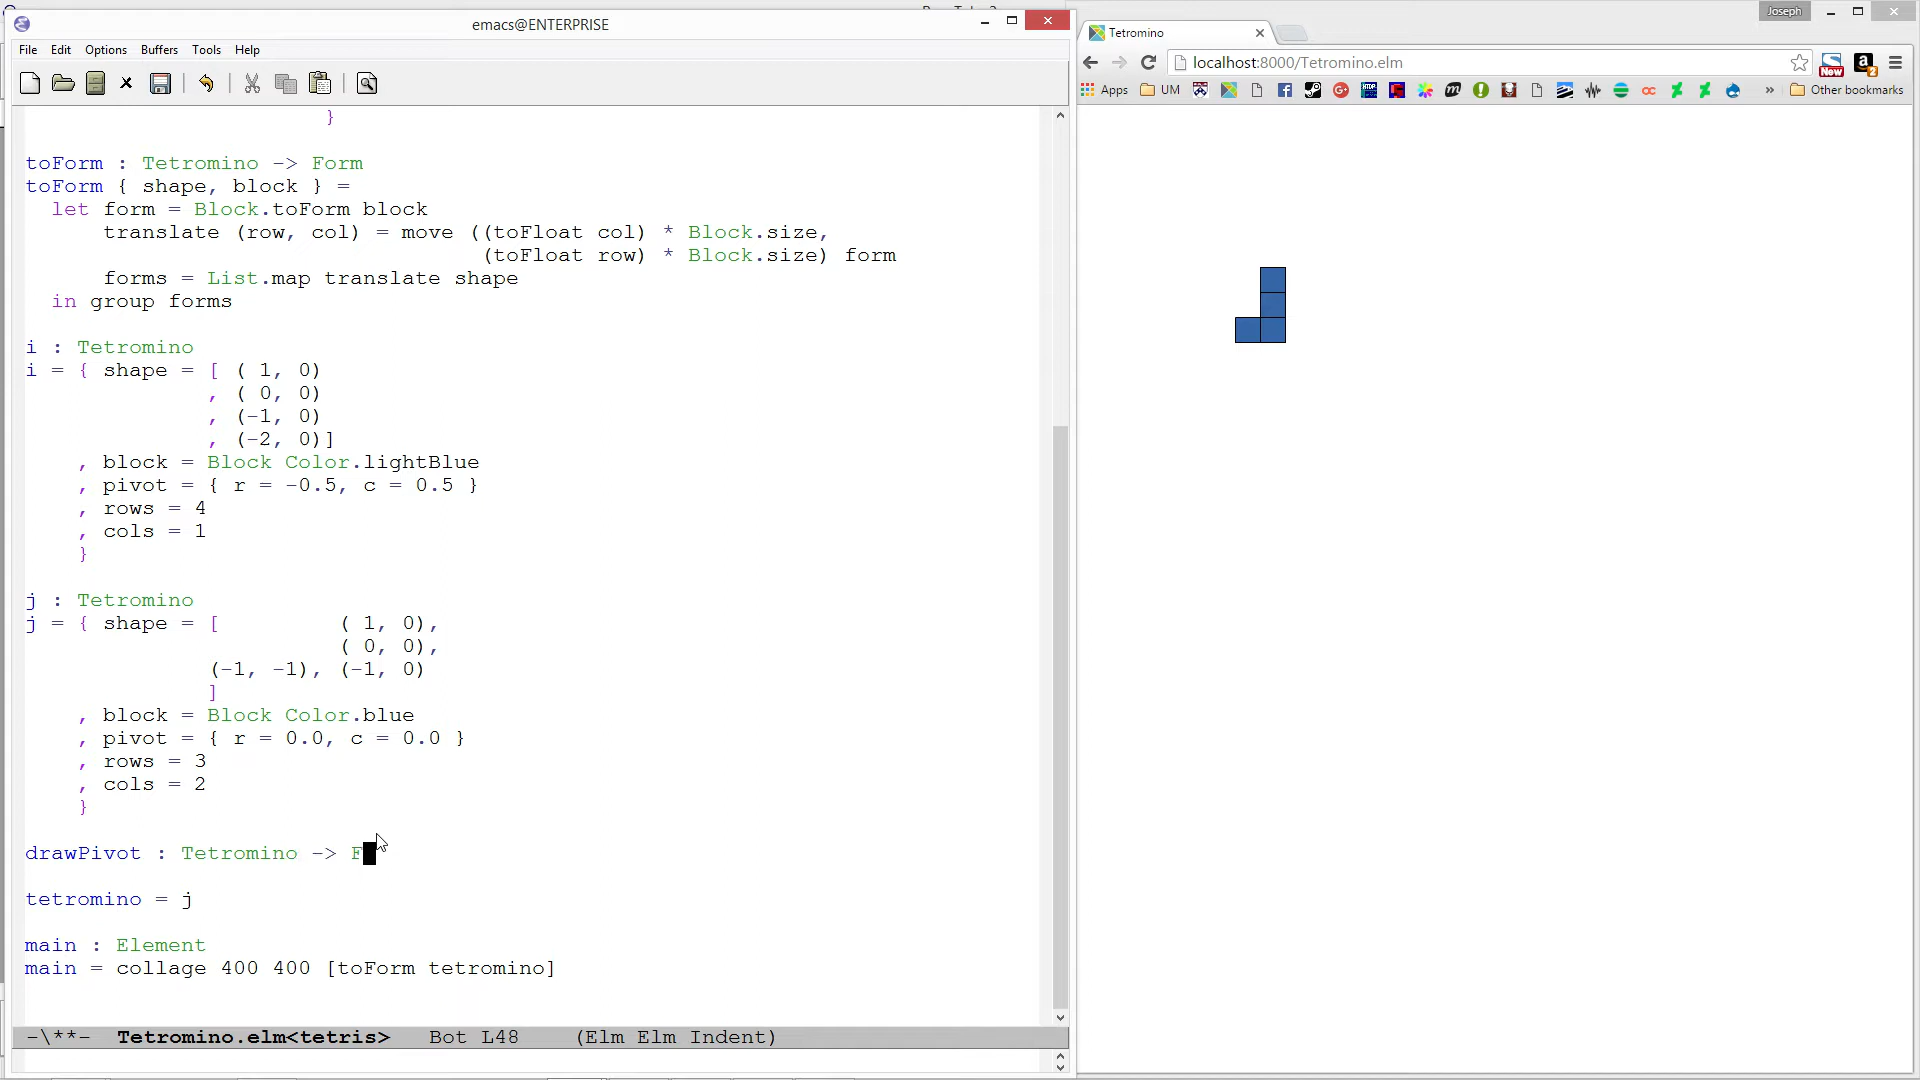 emacs@ENTERPRISE
File Edit Options Buffers Tools Help
}
toForm : Tetromino -> Form
toForm { shape, block } =
let form = Block.toForm block
translate (row, col) = move ((toFloat col) * Block.size,
(toFloat row) * Block.size) form
forms = List.map translate shape
in group forms
i : Tetromino
i = { shape = [ ( 1, 0)
, ( 0, 0)
, (-1, 0)
, (-2, 0)]
, block = Block Color.lightBlue
, pivot = { r = -0.5, c = 0.5 }
, rows = 4
, cols = 1
}
j : Tetromino
j = { shape = [ ( 1, 0),
( 0, 0),
(-1, -1), (-1, 0)
]
, block = Block Color.blue
, pivot = { r = 0.0, c = 0.0 }
, rows = 3
, cols = 2
}
drawPivot : Tetromino -> F
tetromino = j
main : Element
main = collage 400 400 [toForm tetromino]
-\**- Tetromino.elm<tetris> Bot L48 (Elm Elm Indent)
Joseph
Tetromino
localhost:8000/Tetromino.elm
New
a
2
Apps UM » Other bookmarks